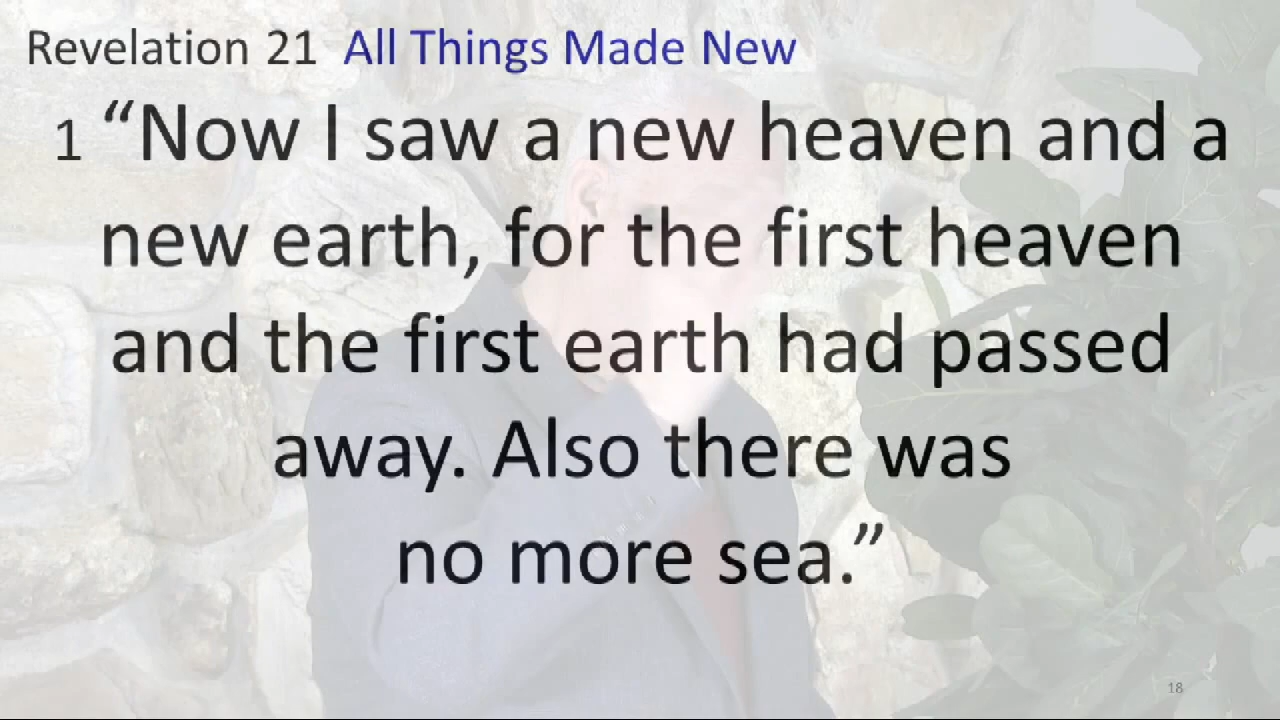 Revelation 21 All Things Made New
1 “Now I saw a new heaven and a
new earth, for the first heaven
and the first earth had passed
away. Also there was
no more sea.”
18